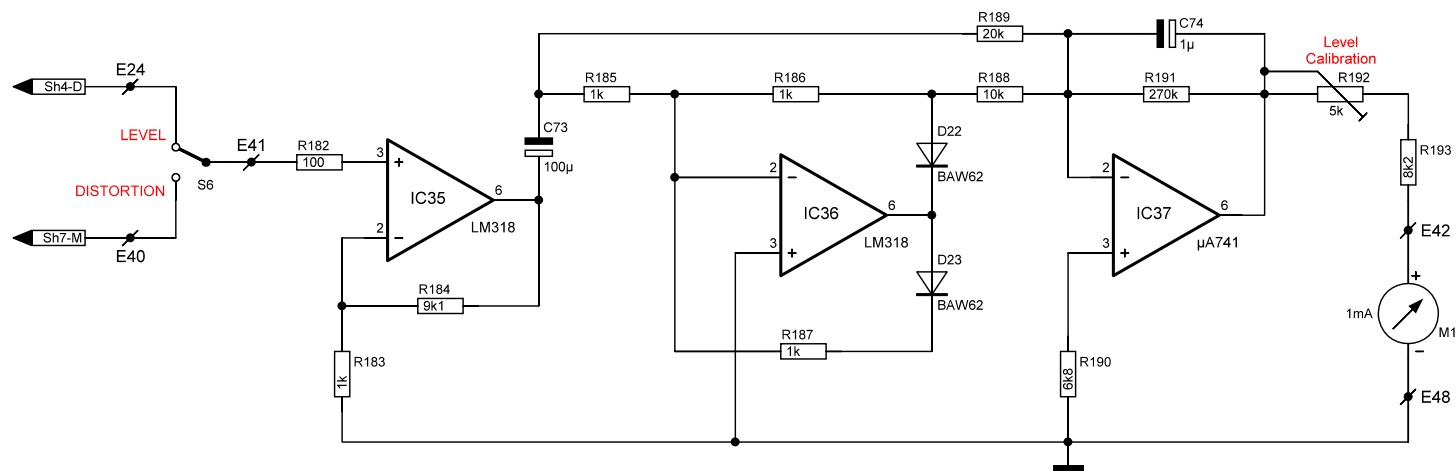 R189
20k
C74
1µ
Level
Calibration
R192
5k
E24
Sh4-D
R185
1k
R186
1k
R188
10k
R191
270k
LEVEL
E41
R182
100
C73
100µ
D22
BAW62
R193
8k2
DISTORTION
S6
3
+
IC35
6
LM318
2
−
2
−
IC36
6
LM318
3
+
2
−
IC37
6
µA741
3
+
E42
Sh7-M
E40
D23
BAW62
R184
9k1
+
1mA
M1
−
R187
1k
R183
1k
R190
6k8
E48